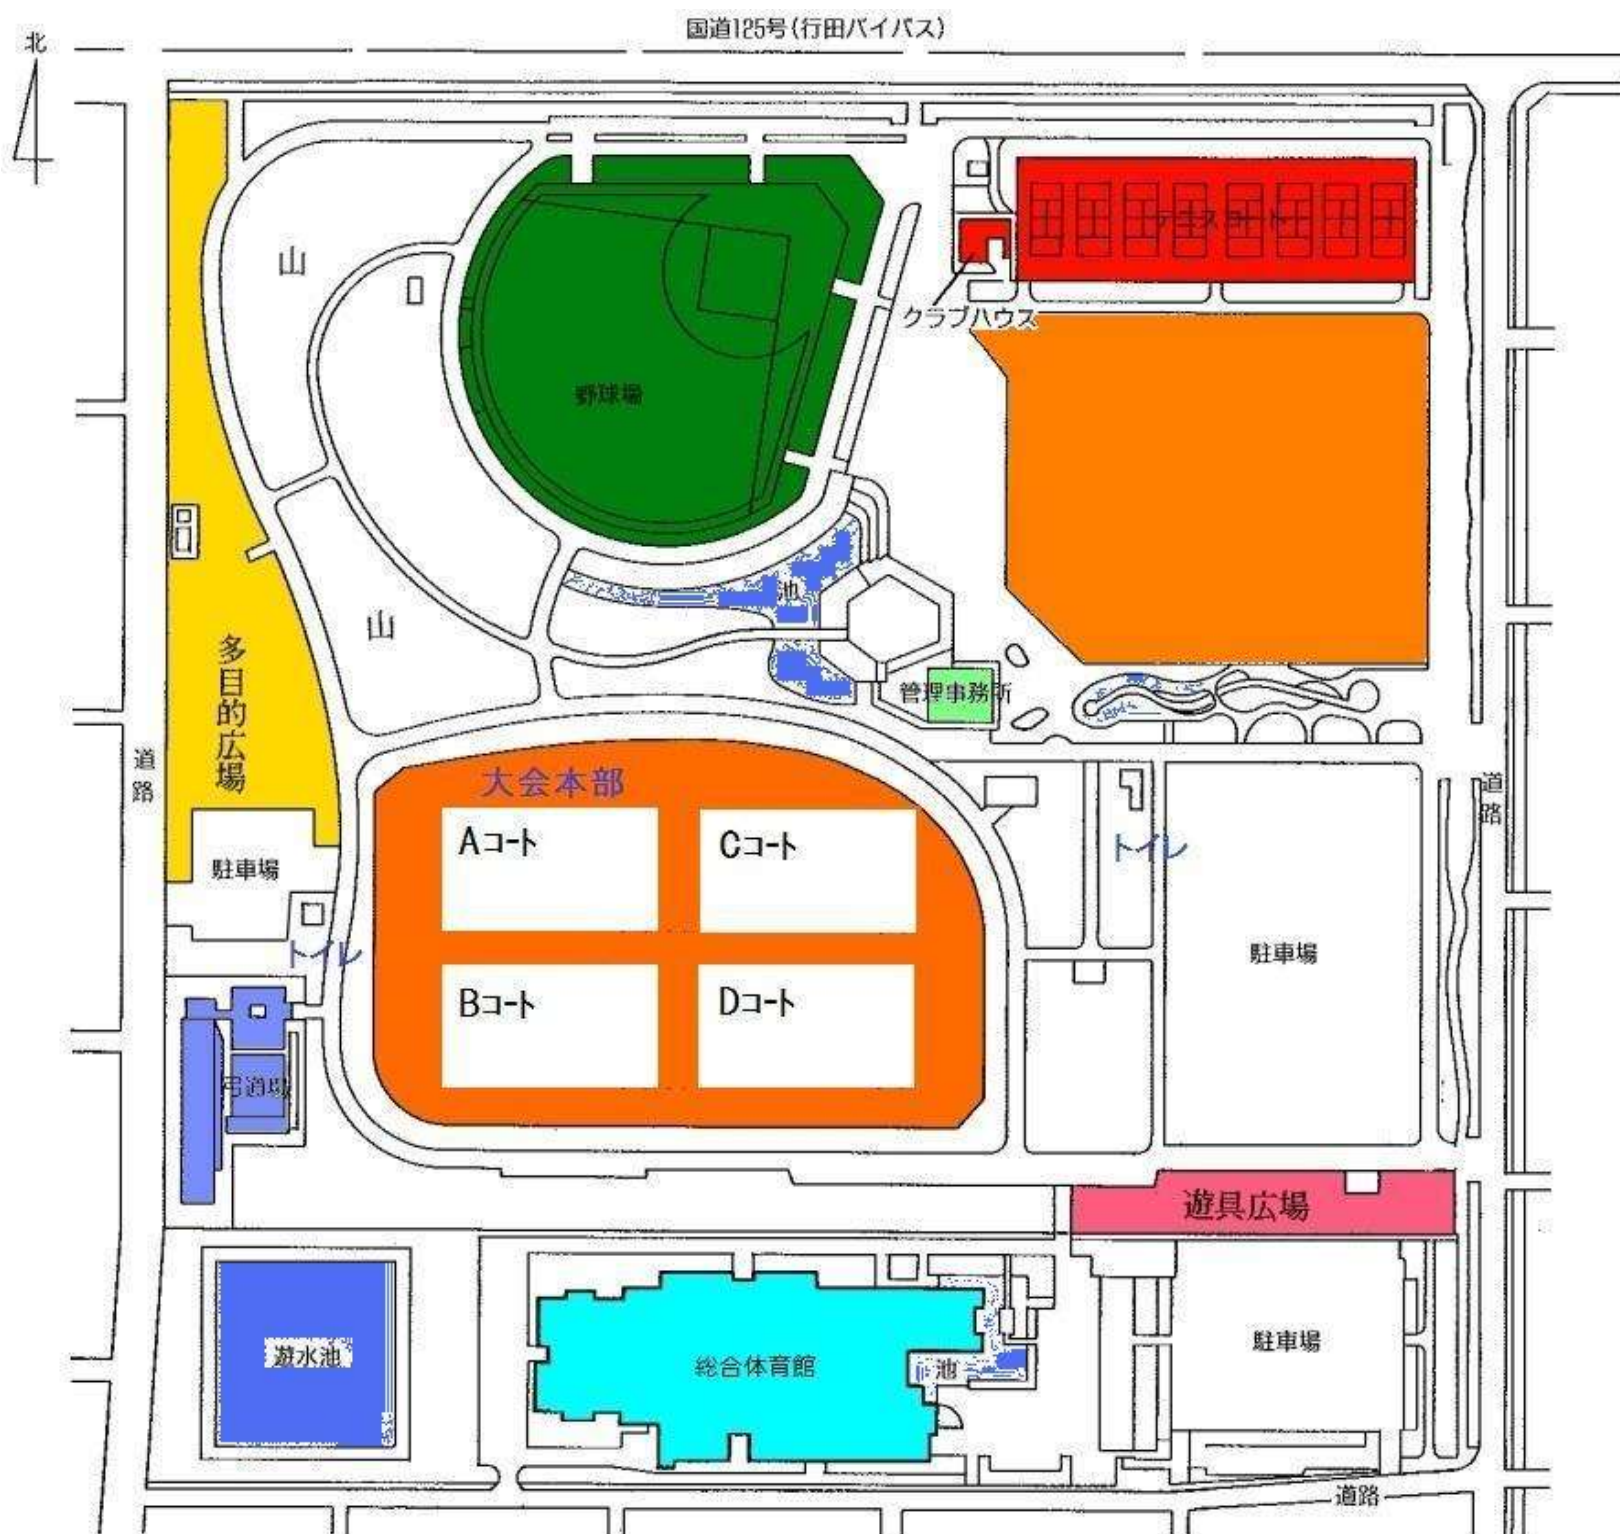 国道125号(行田バイパス)
北
テニスコート
山
クラブハウス
野球場
池
山
多目的広場
管理事務所
道路
大会本部
道路
Aコート
Cコート
トイレ
駐車場
トイレ
駐車場
Bコート
Dコート
弓道場
遊具広場
遊水池
総合体育館
池
駐車場
道路